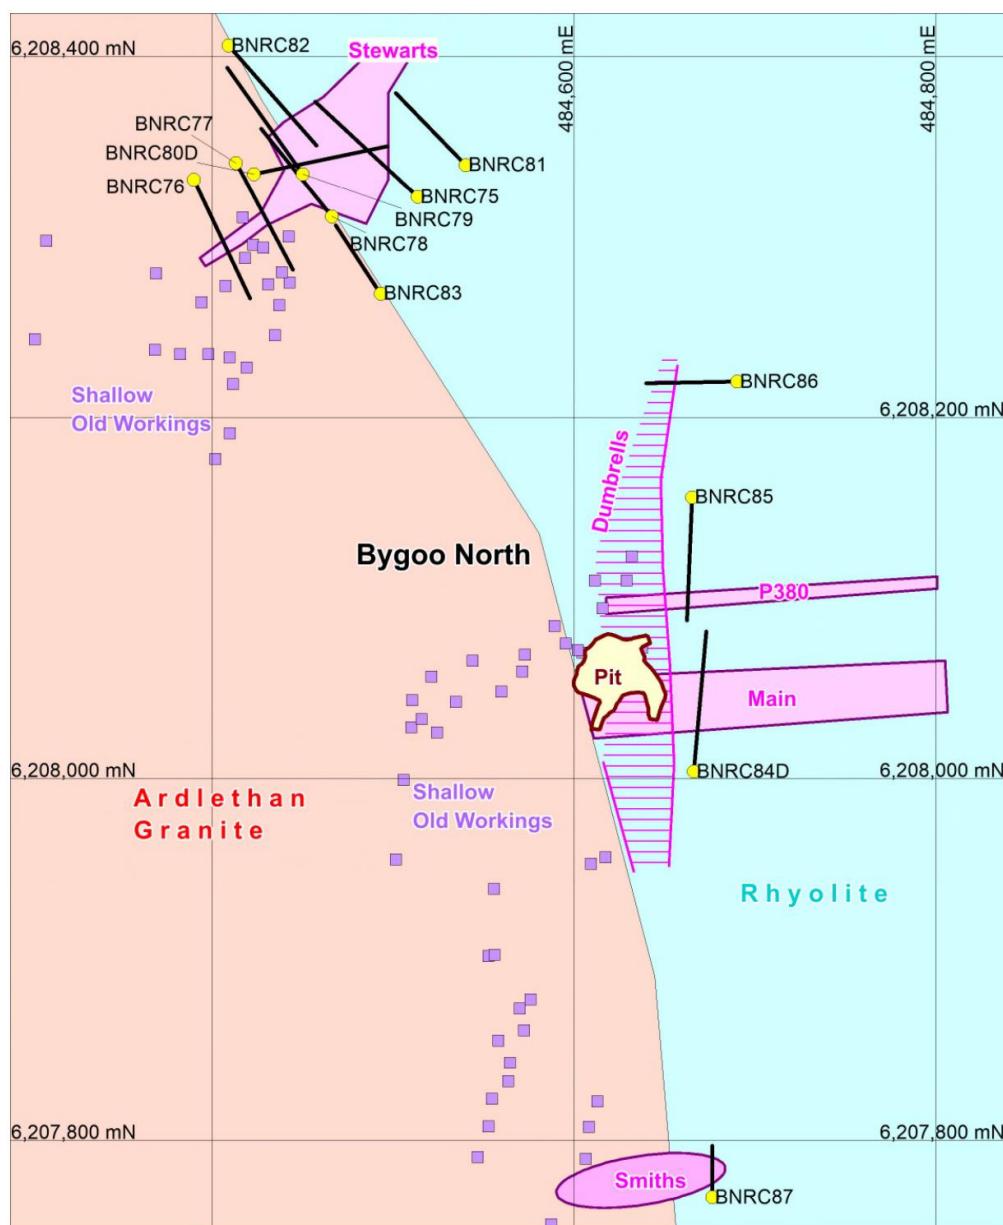 6,208,400 mN
BNRC82
Stewarts
484,600 mE
484,800 mE
BNRC77
BNRC80D
BNRC76
BNRC81
BNRC75
BNRC79
BNRC78
BNRC83
Shallow
Old Workings
BNRC86
6,208,200 mN
Dumbrells
BNRC85
Bygoo North
P380
Pit
Main
6,208,000 mN
BNRC84D
6,208,000 mN
Ardlethan
Granite
Shallow
Old Workings
Rhyolite
6,207,800 mN
6,207,800 mN
Smiths
BNRC87